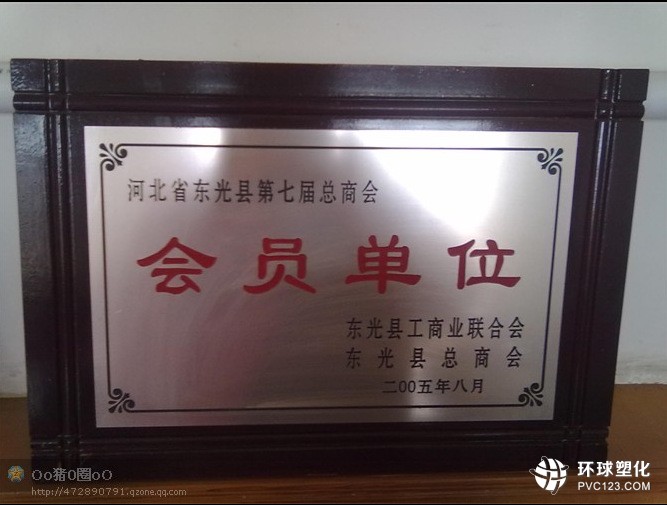 河北省东光县第七届总商会
会员单位
东光县工商业联合会
东光县总商会
二00五年八月
Oo猪0圈oO
http://472890791.qzone.qq.com
环球塑化
PVC123.COM